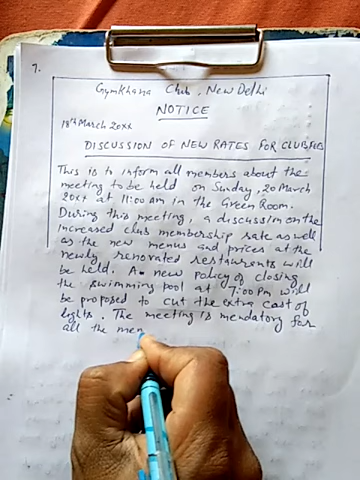 7.
Gymkhana Club, New Delhi
NOTICE
18th March 20xx
DISCUSSION OF NEW RATES FOR CLUB FEES
This is to inform all members about the
meeting to be held on Sunday, 20 March
20xx at 11:00 am in the Green Room.
During this meeting, a discussion on the
increased club membership rate as well
as the new menus and prices at the
newly renovated restaurants will
be held. A new policy of closing
the swimming pool at 7:00 Pm will
be proposed to cut the extra cost of
lights. The meeting is mendatory for
all the mem